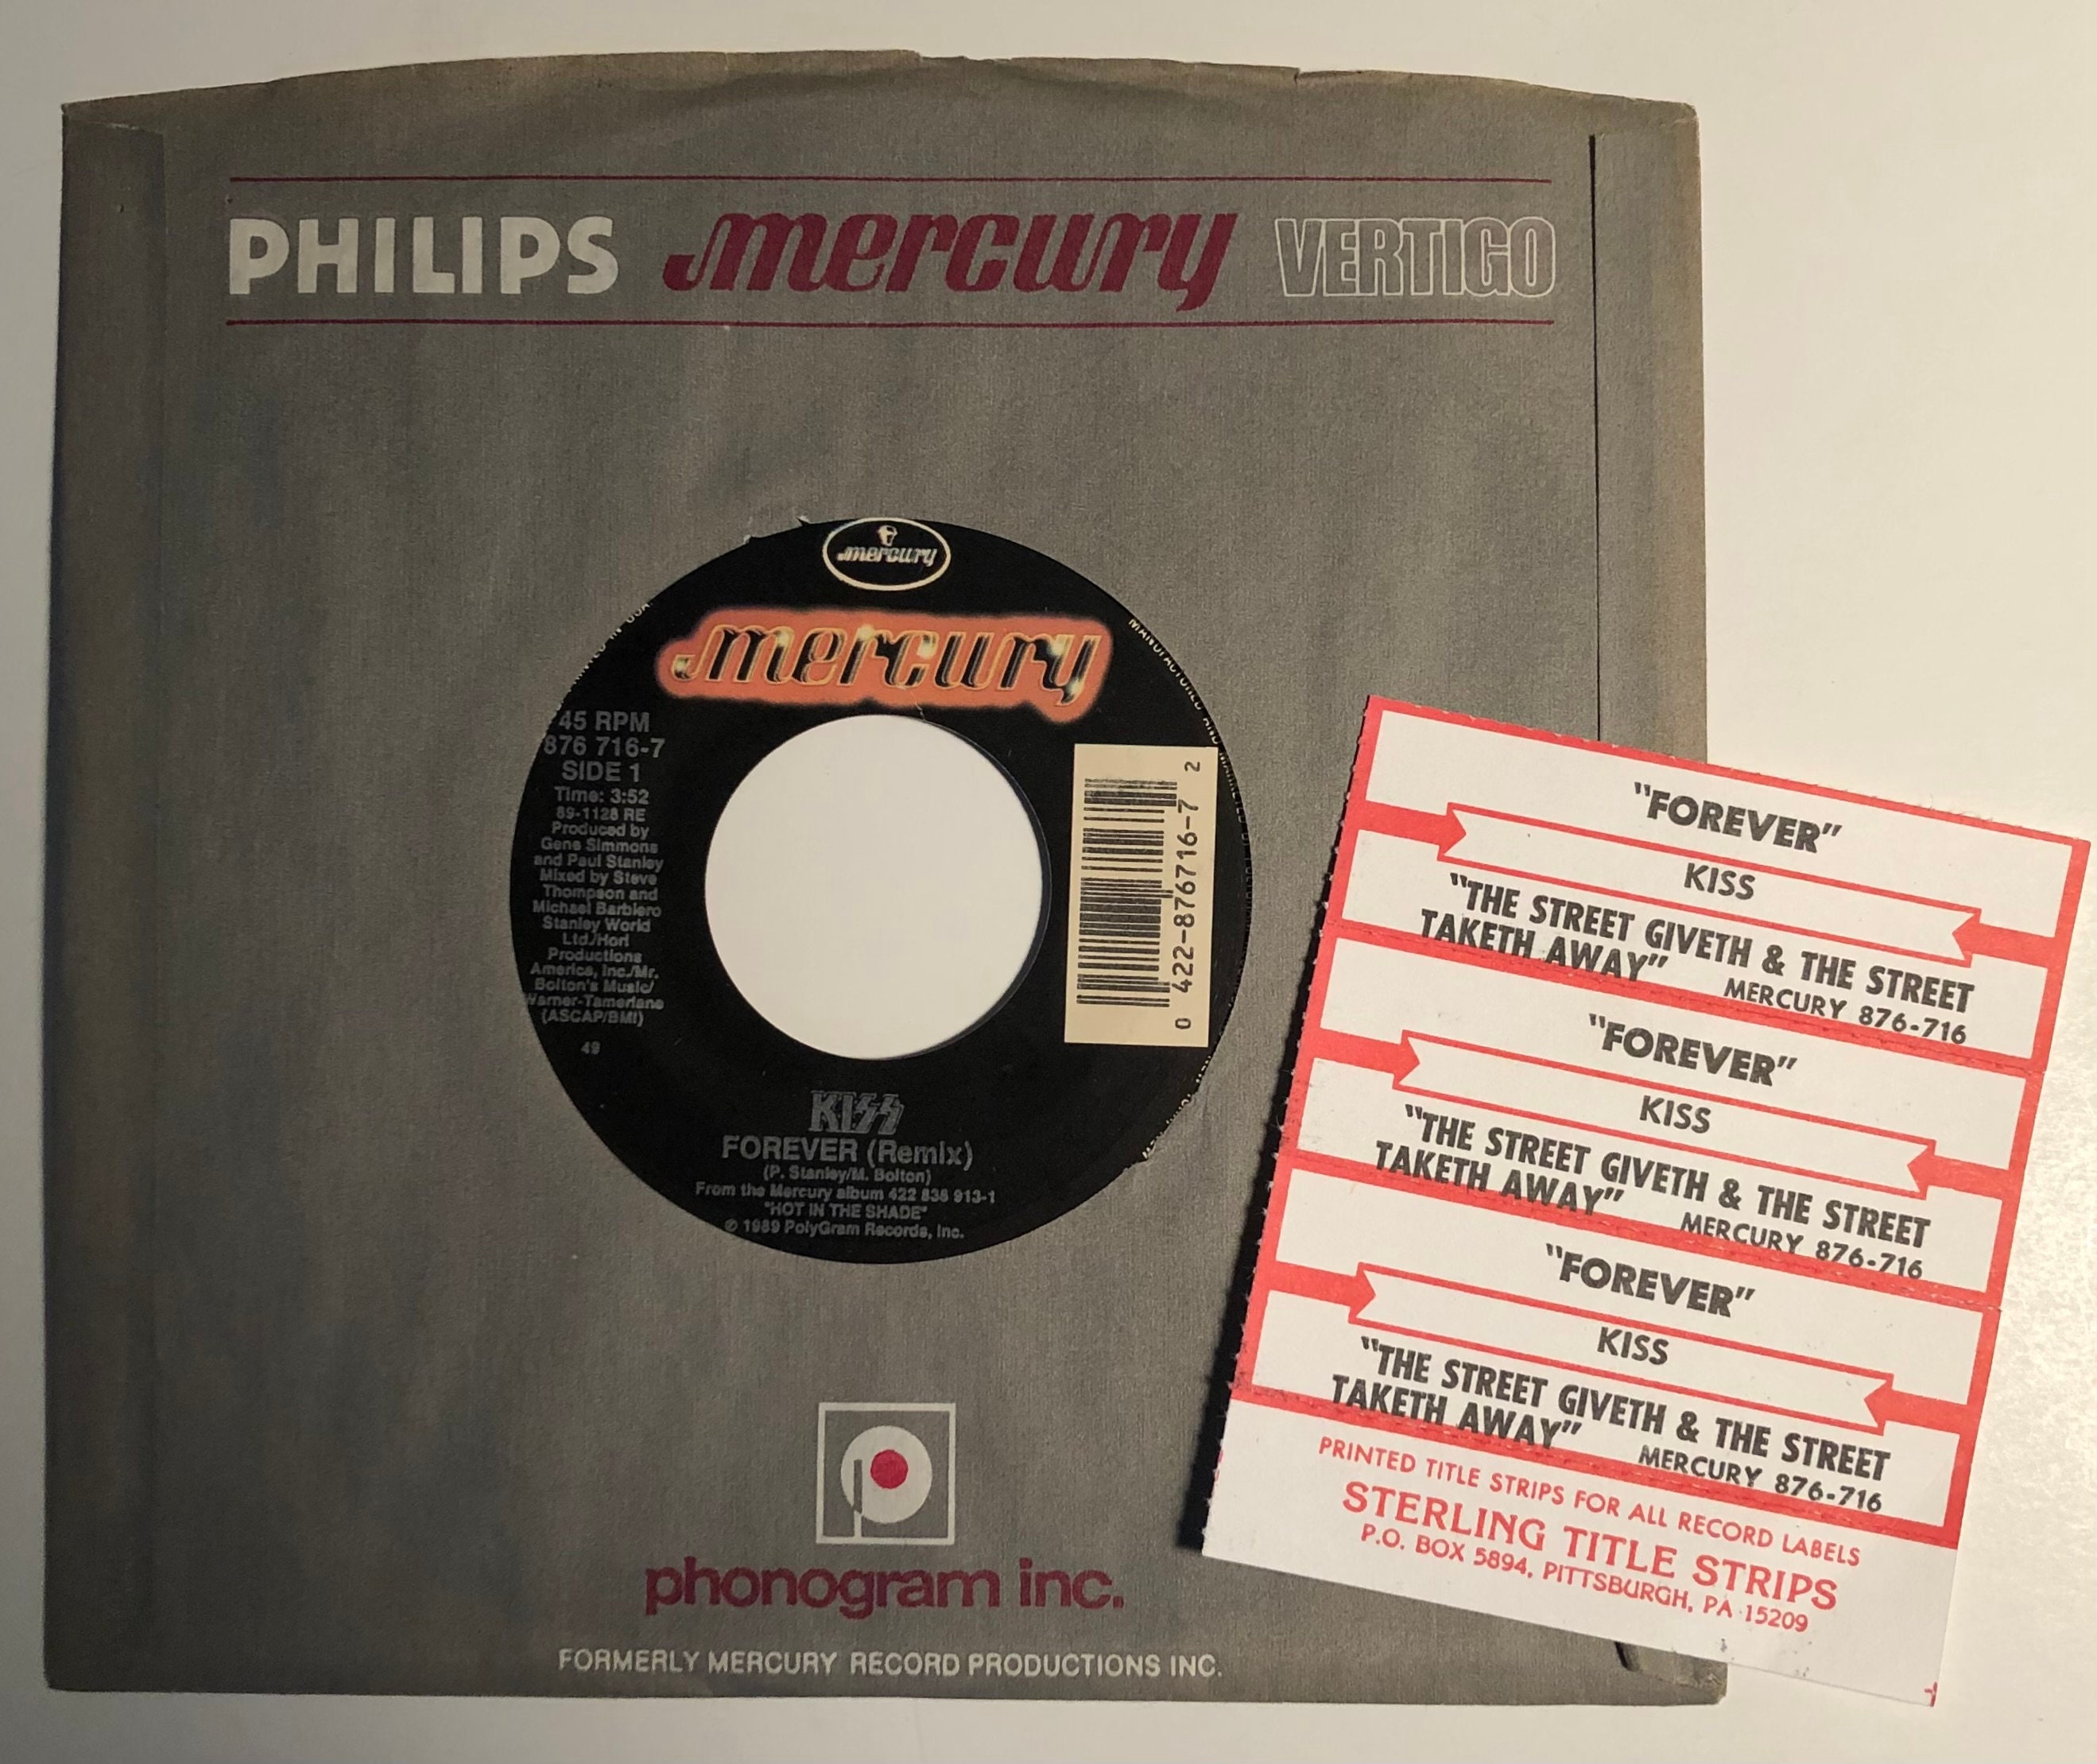 PHILIPS mercury VERTIGO
mercury
mercury
45 RPM
876 716-7
SIDE 1
Time: 3:52
89-1128 RE
Produced by
Gene Simmons
and Paul Stanley
Mixed by Steve
Thompson and
Michael Barbiero
Stanley World
Ltd./Hori
Productions
America, Inc./Mr.
Bolton's Music/
Warner-Tamerlane
(ASCAP/BMI)
49
MANUFACTURED AND MARKETED BY
IN USA
0 422-876716-7 2
KISS
FOREVER (Remix)
(P. Stanley/M. Bolton)
From the Mercury album 422 838 913-1
"HOT IN THE SHADE"
℗ 1989 PolyGram Records, Inc.
phonogram inc.
FORMERLY MERCURY RECORD PRODUCTIONS INC.
"FOREVER"
KISS
"THE STREET GIVETH & THE STREET
TAKETH AWAY" MERCURY 876-716
"FOREVER"
KISS
"THE STREET GIVETH & THE STREET
TAKETH AWAY" MERCURY 876-716
"FOREVER"
KISS
"THE STREET GIVETH & THE STREET
TAKETH AWAY" MERCURY 876-716
PRINTED TITLE STRIPS FOR ALL RECORD LABELS
STERLING TITLE STRIPS
P.O. BOX 5894, PITTSBURGH, PA 15209